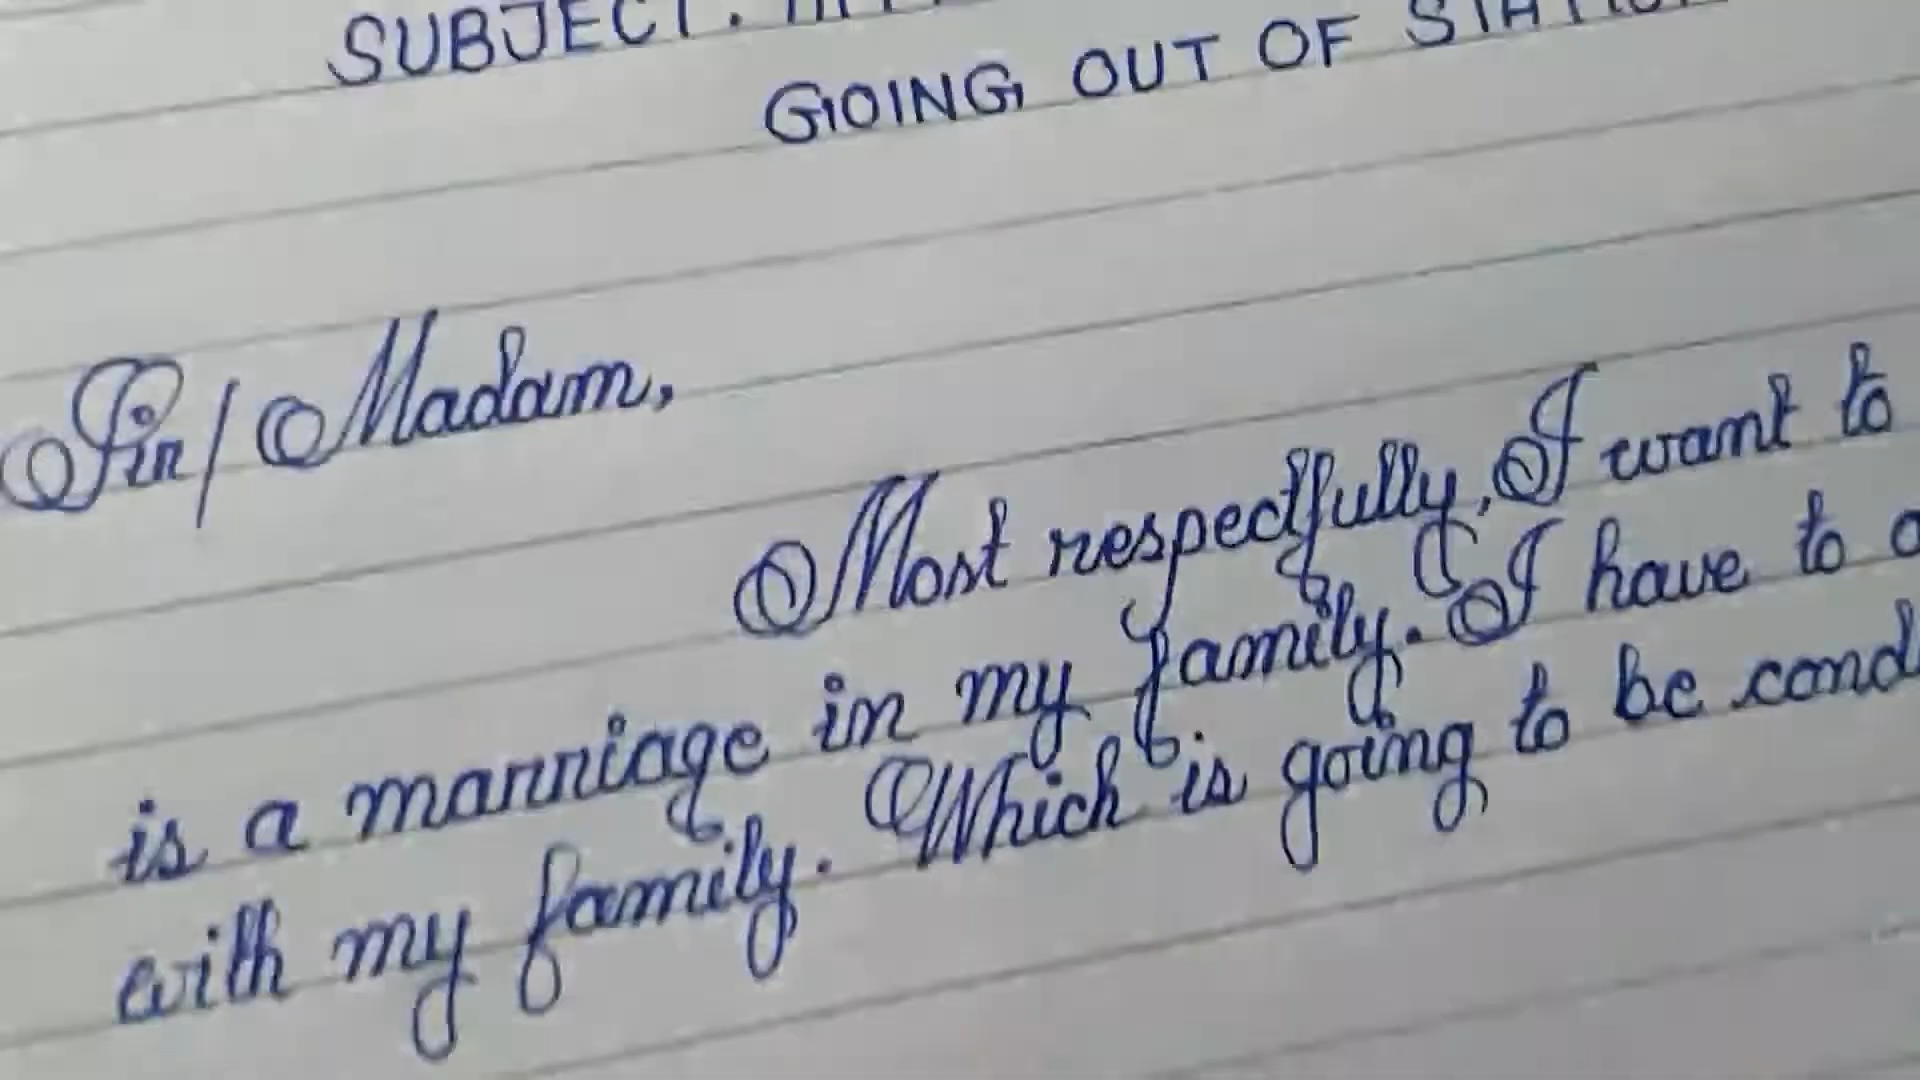 SUBJECT:
GOING OUT OF STATION
Sir/Madam,
Most respectfully, I want to
is a marriage in my family. I have to
with my family. Which is going to be